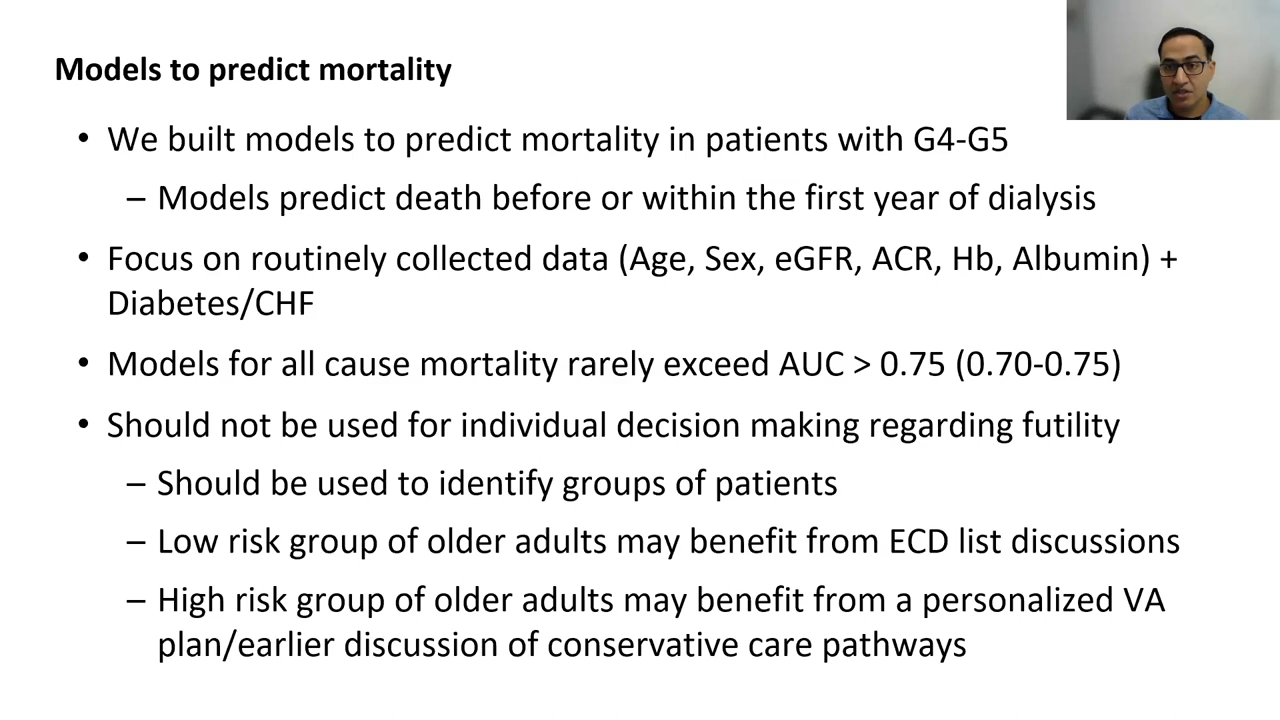 Models to predict mortality
• We built models to predict mortality in patients with G4-G5
– Models predict death before or within the first year of dialysis
• Focus on routinely collected data (Age, Sex, eGFR, ACR, Hb, Albumin) +
Diabetes/CHF
• Models for all cause mortality rarely exceed AUC > 0.75 (0.70-0.75)
• Should not be used for individual decision making regarding futility
– Should be used to identify groups of patients
– Low risk group of older adults may benefit from ECD list discussions
– High risk group of older adults may benefit from a personalized VA
plan/earlier discussion of conservative care pathways